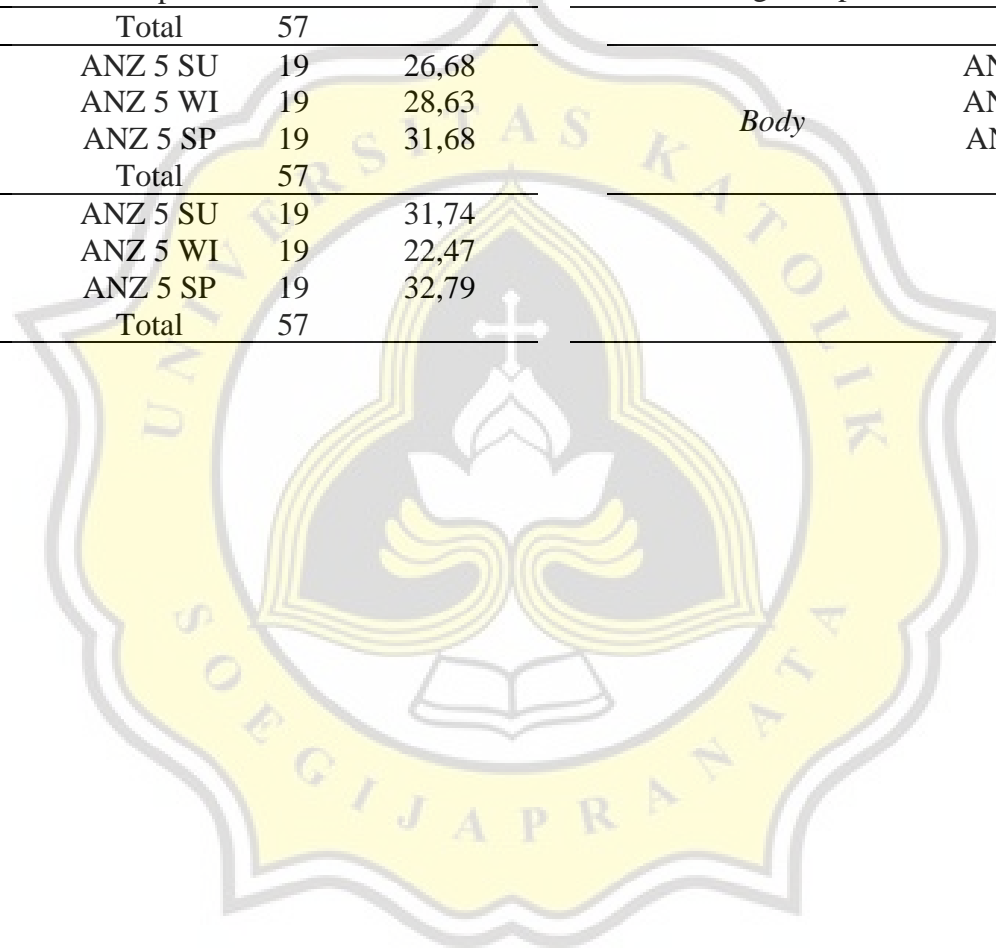 Total 57
ANZ 5 SU 19 26,68
ANZ 5 WI 19 28,63
ANZ 5 SP 19 31,68
Total 57
ANZ 5 SU 19 31,74
ANZ 5 WI 19 22,47
ANZ 5 SP 19 32,79
Total 57
Body
UNIVERSITAS KATOLIK
SOEGIJAPRANATA